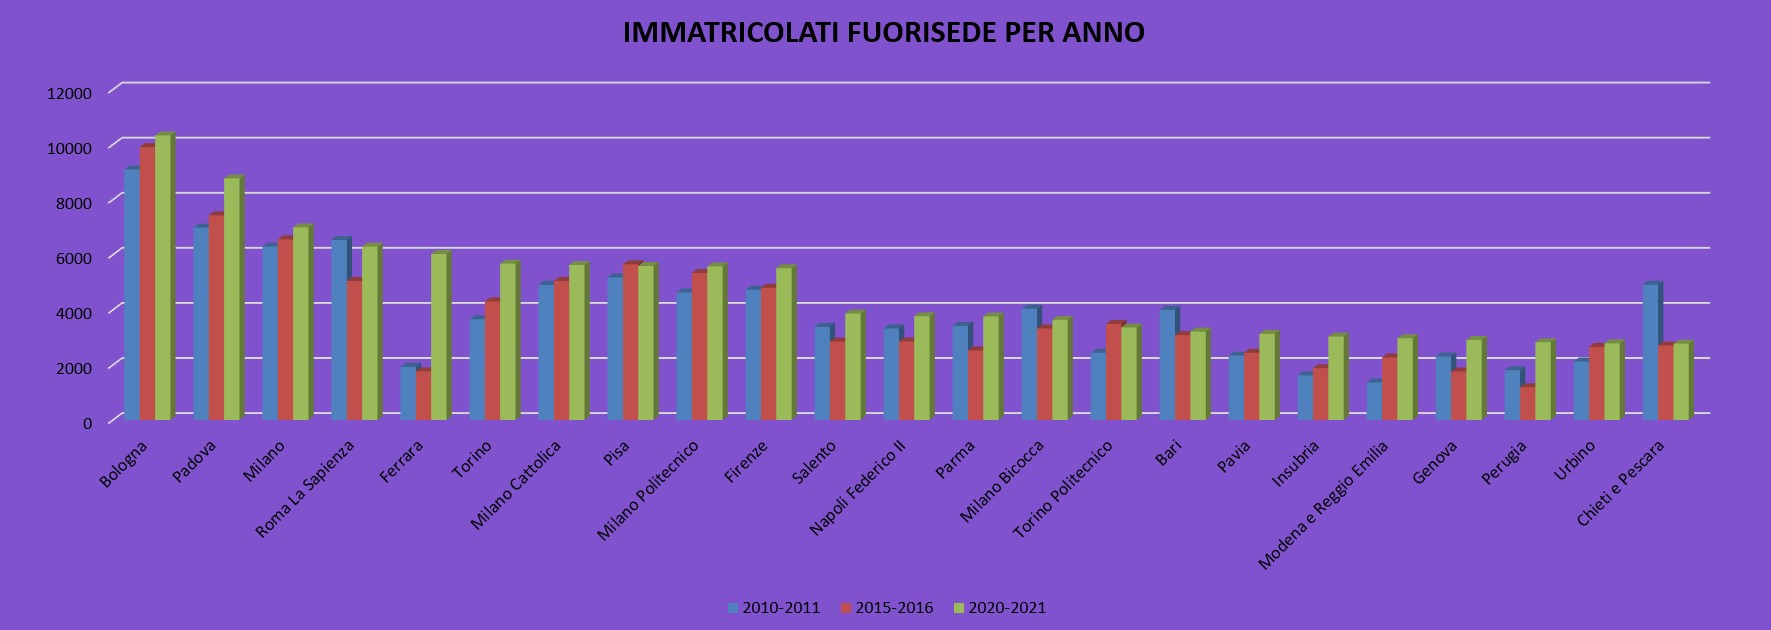 IMMATRICOLATI FUORISEDE PER ANNO
12000
10000
8000
6000
4000
2000
0
Bologna
Padova
Milano
Roma La Sapienza
Ferrara
Torino
Milano Cattolica
Pisa
Milano Politecnico
Firenze
Salento
Napoli Federico II
Parma
Milano Bicocca
Torino Politecnico
Bari
Pavia
Insubria
Modena e Reggio Emilia
Genova
Perugia
Urbino
Chieti e Pescara
2010-2011 2015-2016 2020-2021